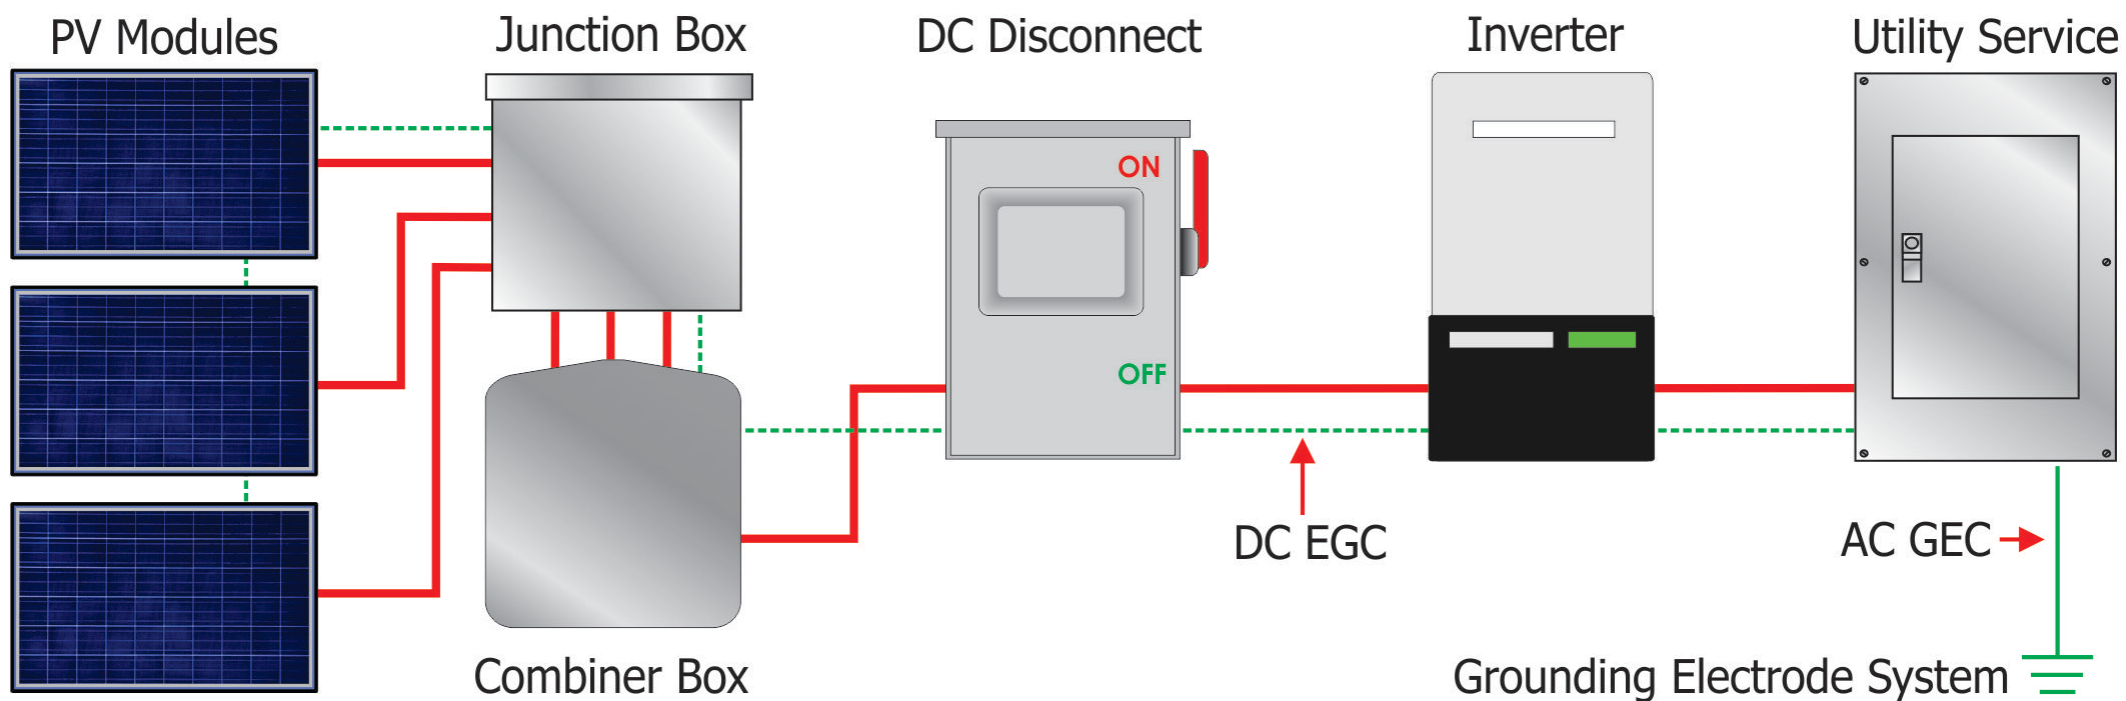 PV Modules
Junction Box
DC Disconnect
Inverter
Utility Service
ON
OFF
DC EGC
AC GEC
Combiner Box
Grounding Electrode System